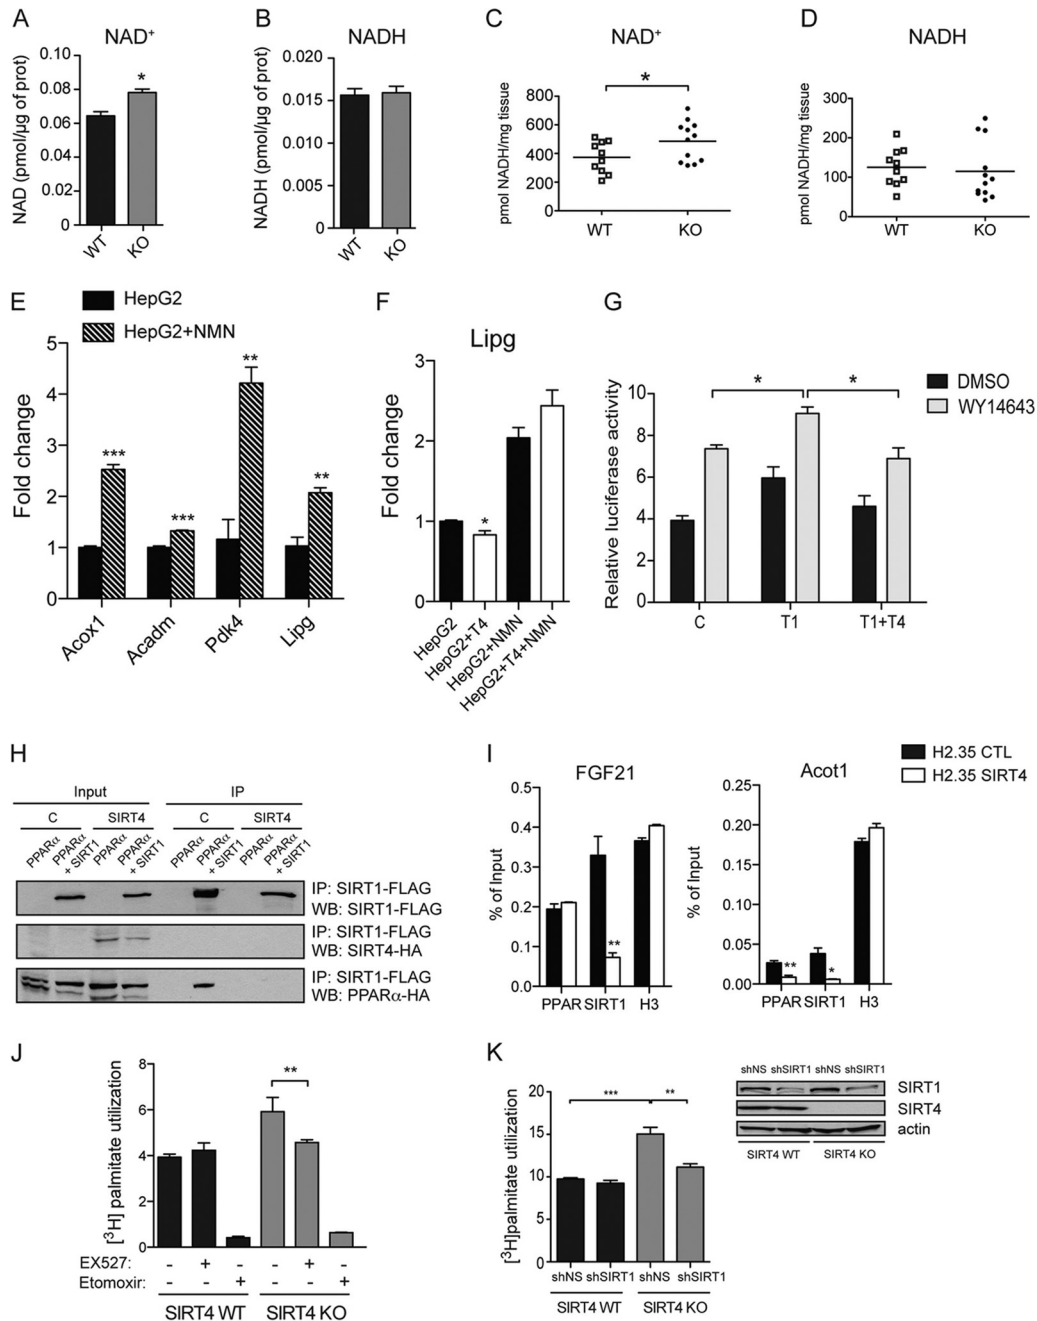 A
NAD+
NAD (pmol/µg of prot)
0.10
0.08
0.06
0.04
0.02
0
*
WT
KO
B
NADH
NADH (pmol/µg of prot)
0.020
0.015
0.010
0.005
0.000
WT
KO
C
NAD+
pmol NADH/mg tissue
800
600
400
200
0
*
WT
KO
D
NADH
pmol NADH/mg tissue
300
200
100
0
WT
KO
E
HepG2
HepG2+NMN
Fold change
5
4
3
2
1
0
***
***
**
**
Acox1
Acadm
Pdk4
Lipg
F
Lipg
Fold change
3
2
1
0
*
HepG2
HepG2+T4
HepG2+NMN
HepG2+T4+NMN
G
DMSO
WY14643
Relative luciferase activity
10
8
6
4
2
0
*
*
C
T1
T1+T4
H
Input
IP
C
SIRT4
C
SIRT4
PPARα
PPARα + SIRT1
PPARα
PPARα + SIRT1
PPARα
PPARα + SIRT1
PPARα
PPARα + SIRT1
IP: SIRT1-FLAG
WB: SIRT1-FLAG
IP: SIRT1-FLAG
WB: SIRT4-HA
IP: SIRT1-FLAG
WB: PPARα-HA
I
H2.35 CTL
H2.35 SIRT4
FGF21
% of Input
0.5
0.4
0.3
0.2
0.1
0.0
**
PPAR
SIRT1
H3
Acot1
% of Input
0.25
0.20
0.15
0.10
0.05
0.00
**
*
PPAR
SIRT1
H3
J
[3H] palmitate utilization
8
6
4
2
0
**
EX527: - + - - + -
Etomoxir: - - + - - +
SIRT4 WT
SIRT4 KO
K
[3H]palmitate utilization
20
15
10
5
0
***
**
shNS
shSIRT1
shNS
shSIRT1
SIRT4 WT
SIRT4 KO
shNS shSIRT1 shNS shSIRT1
SIRT1
SIRT4
actin
SIRT4 WT SIRT4 KO